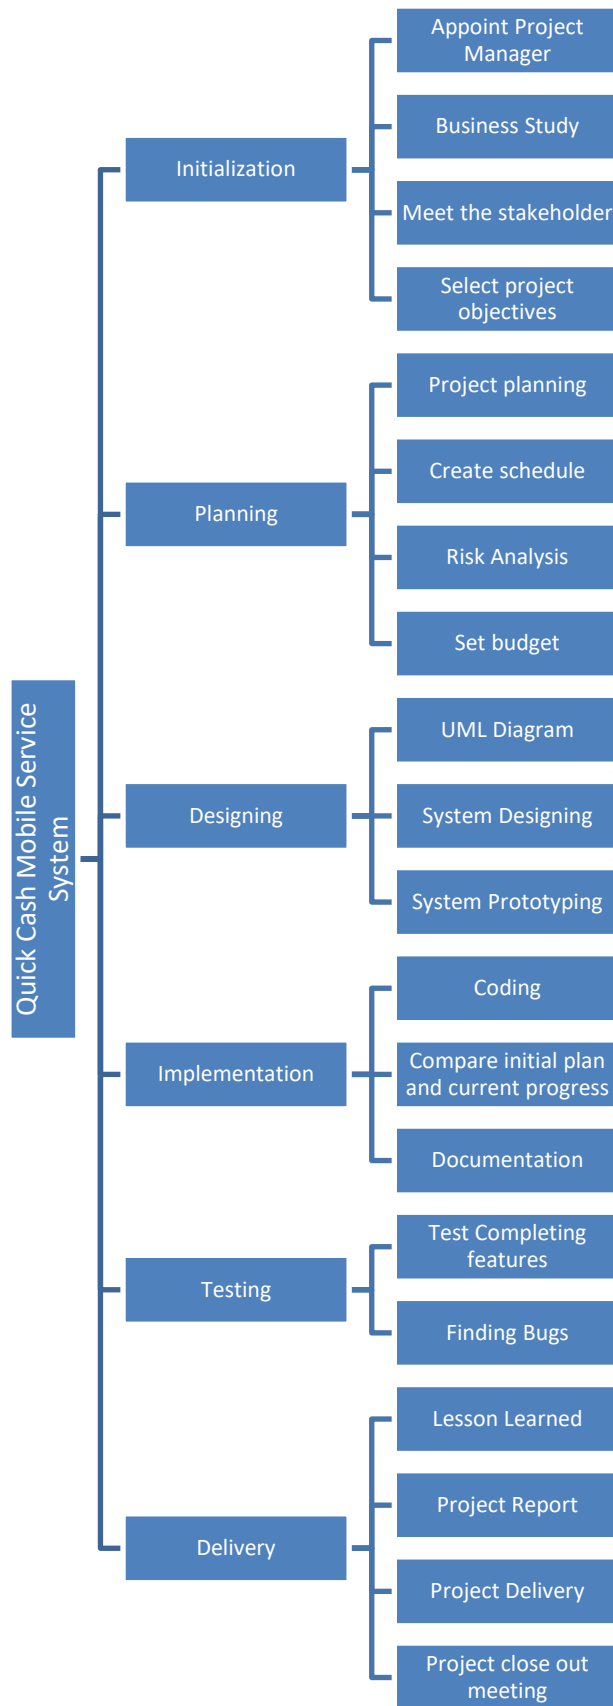 Quick Cash Mobile Service
System
Initialization
Appoint Project
Manager
Business Study
Meet the stakeholder
Select project
objectives
Planning
Project planning
Create schedule
Risk Analysis
Set budget
Designing
UML Diagram
System Designing
System Prototyping
Implementation
Coding
Compare initial plan
and current progress
Documentation
Testing
Test Completing
features
Finding Bugs
Delivery
Lesson Learned
Project Report
Project Delivery
Project close out
meeting